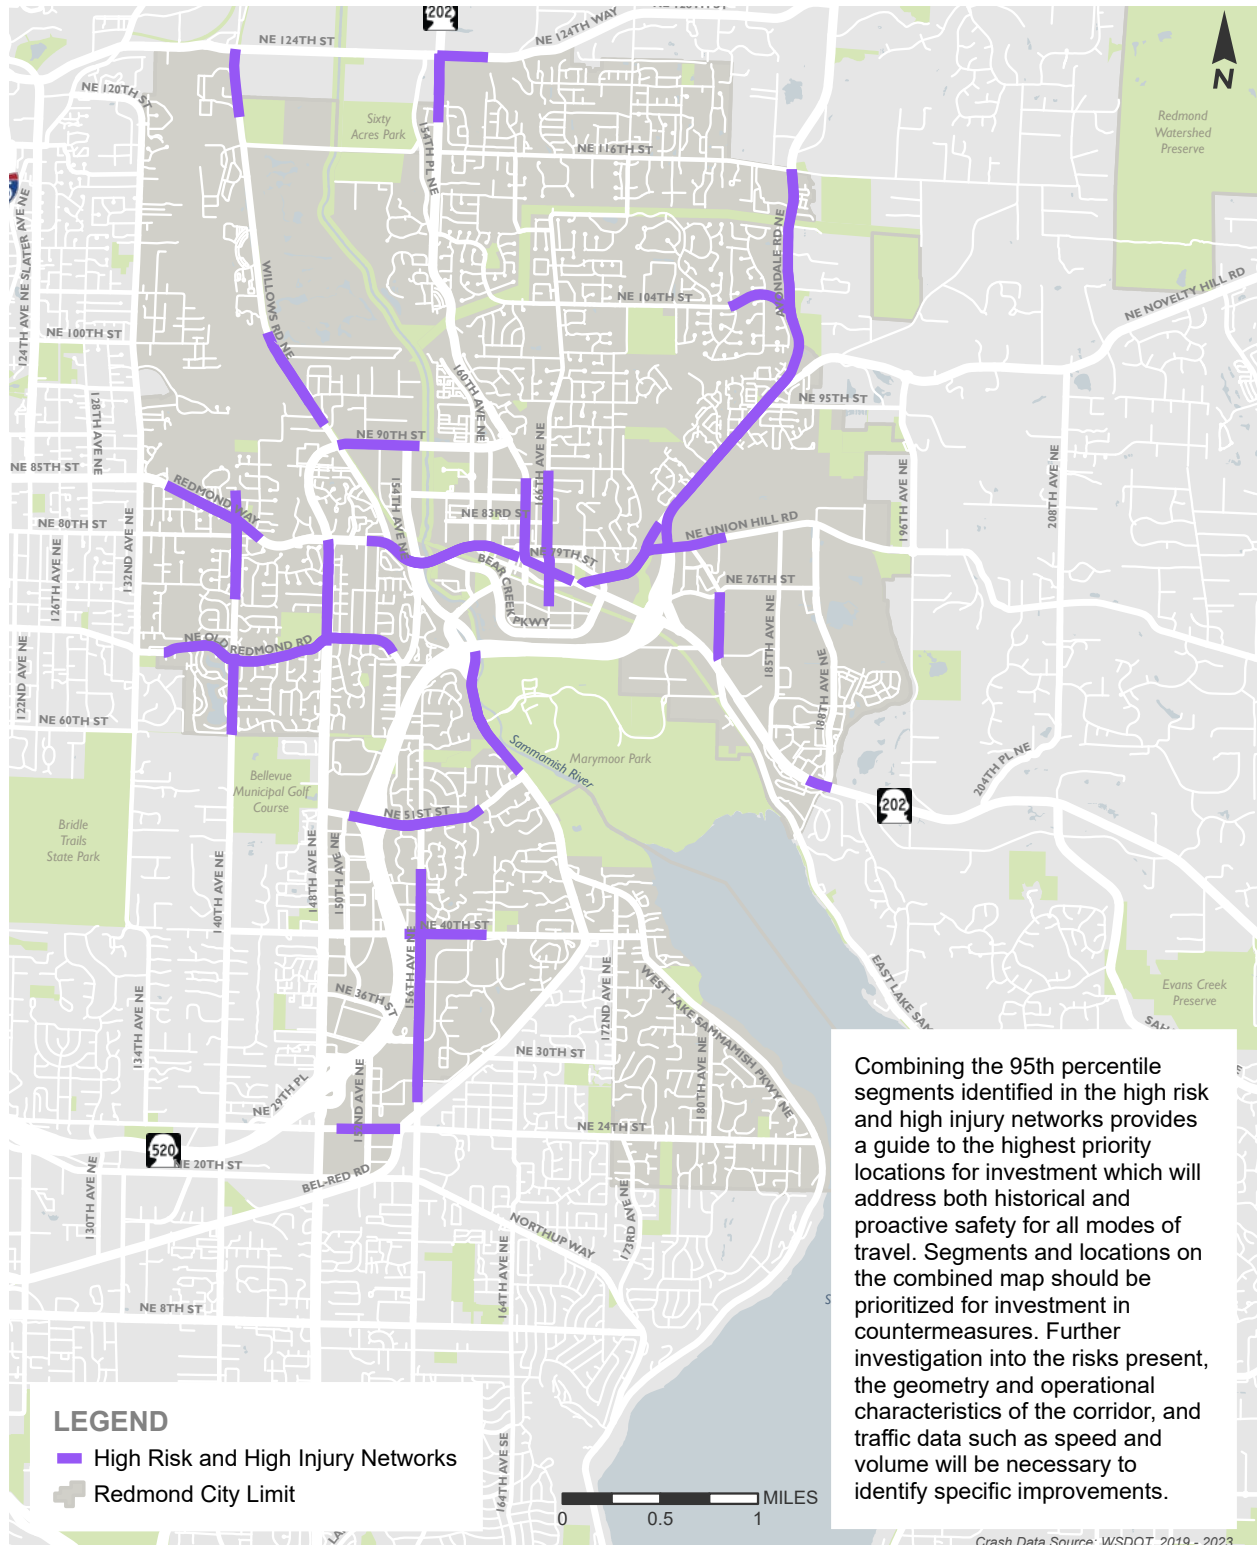 202
NE 124TH ST
NE 124TH WAY
N
NE 120TH ST
Sixty
Acres Park
Redmond
Watershed
Preserve
154TH PL NE
NE 116TH ST
124TH AVE NE
SLATER AVE NE
AVONDALE RD NE
WILLOWS RD NE
NE 104TH ST
NE NOVELTY HILL RD
NE 100TH ST
160TH AVE NE
128TH AVE NE
NE 95TH ST
NE 90TH ST
NE 85TH ST
REDMOND WAY
154TH AVE NE
NE 83RD ST
196TH AVE NE
208TH AVE NE
NE 80TH ST
132ND AVE NE
NE UNION HILL RD
126TH AVE NE
NE 79TH ST
BEAR CREEK
PKWY
NE 76TH ST
185TH AVE NE
NE OLD REDMOND RD
122ND AVE NE
188TH AVE NE
NE 60TH ST
Sammamish River
Marymoor Park
Bellevue
Municipal Golf
Course
204TH PL NE
202
NE 51ST ST
Bridle
Trails
State Park
148TH AVE NE
150TH AVE NE
140TH AVE NE
NE 40TH ST
156TH AVE NE
172ND AVE NE
WEST LAKE SAMMAMISH PKWY NE
EAST LAKE SAM
Evans Creek
Preserve
NE 36TH ST
134TH AVE NE
SAH
NE 30TH ST
180TH AVE NE
NE 29TH PL
152ND AVE NE
NE 24TH ST
520
NE 20TH ST
BEL-RED RD
130TH AVE NE
173RD AVE NE
NORTHUP WAY
164TH AVE NE
NE 8TH ST
164TH AVE SE
Combining the 95th percentile
segments identified in the high risk
and high injury networks provides
a guide to the highest priority
locations for investment which will
address both historical and
proactive safety for all modes of
travel. Segments and locations on
the combined map should be
prioritized for investment in
countermeasures. Further
investigation into the risks present,
the geometry and operational
characteristics of the corridor, and
traffic data such as speed and
volume will be necessary to
identify specific improvements.
LEGEND
High Risk and High Injury Networks
Redmond City Limit
MILES
0 0.5 1
Crash Data Source: WSDOT, 2019 - 2023